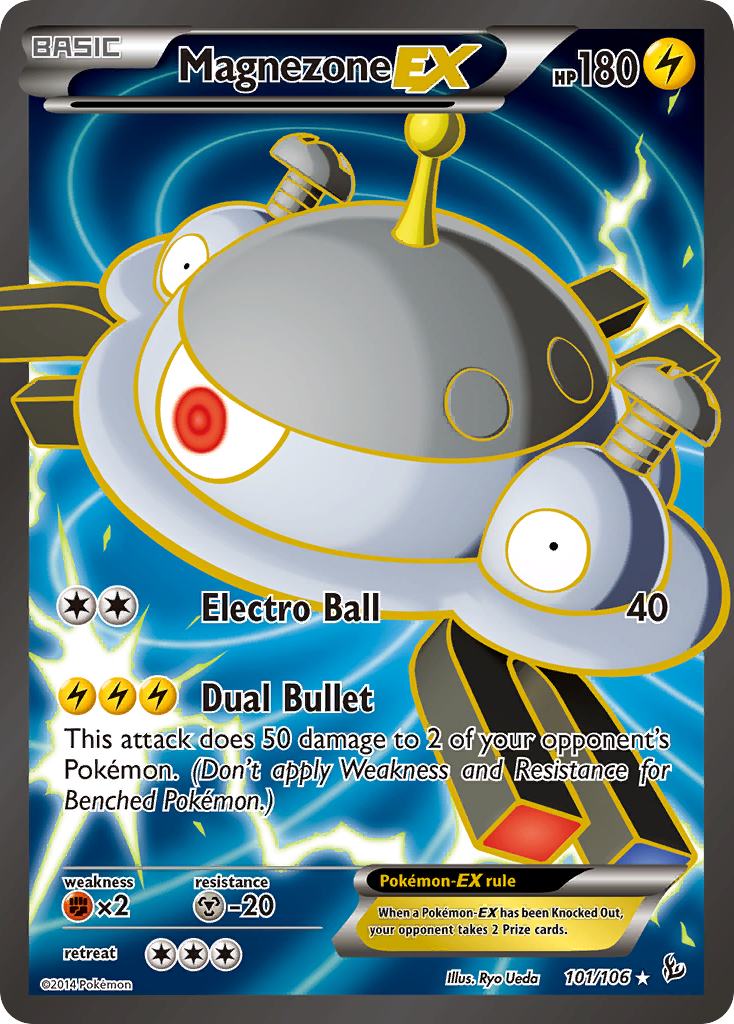 BASIC
Magnezone EX
HP180
Electro Ball 40
Dual Bullet
This attack does 50 damage to 2 of your opponent's
Pokémon. (Don't apply Weakness and Resistance for
Benched Pokémon.)
weakness resistance
×2 -20
retreat
Pokémon-EX rule
When a Pokémon-EX has been Knocked Out,
your opponent takes 2 Prize cards.
©2014 Pokémon Illus. Ryo Ueda 101/106 ★